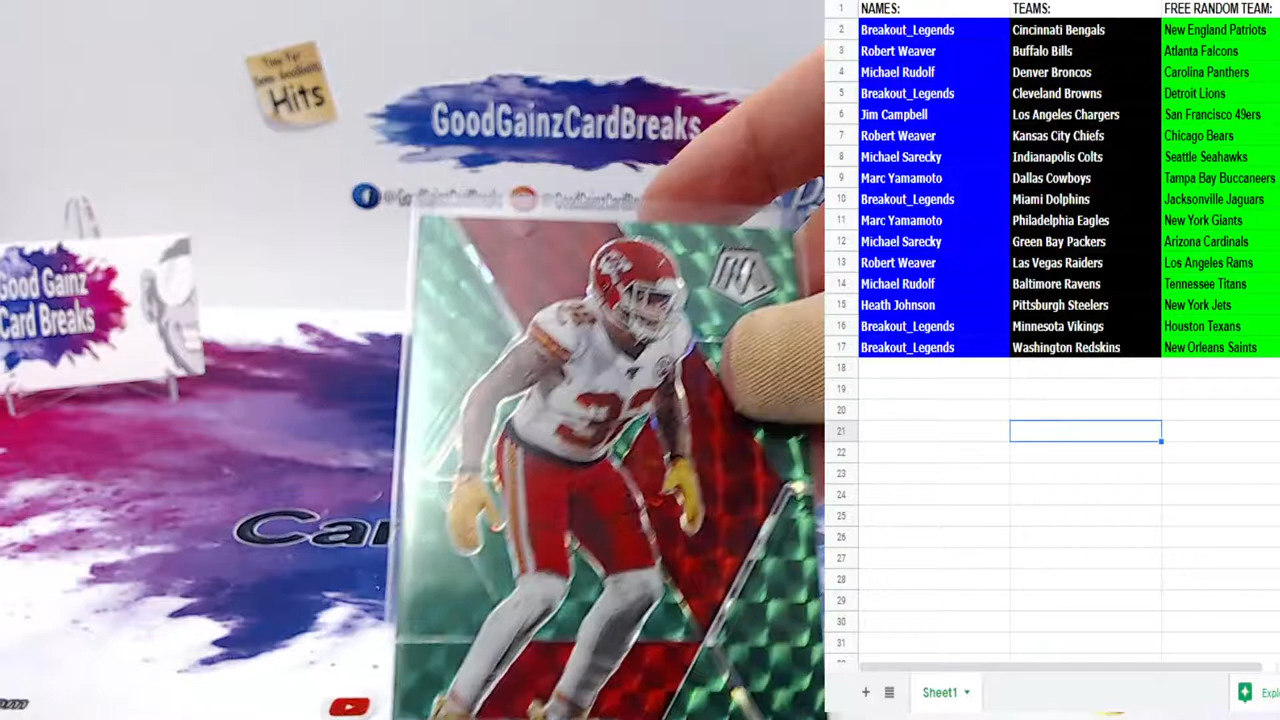 Hits
GoodGainzCardBreaks
Good Gainz
Card Breaks
32
1 NAMES: TEAMS: FREE RANDOM TEAM:
2 Breakout_Legends Cincinnati Bengals New England Patriots
3 Robert Weaver Buffalo Bills Atlanta Falcons
4 Michael Rudolf Denver Broncos Carolina Panthers
5 Breakout_Legends Cleveland Browns Detroit Lions
6 Jim Campbell Los Angeles Chargers San Francisco 49ers
7 Robert Weaver Kansas City Chiefs Chicago Bears
8 Michael Sarecky Indianapolis Colts Seattle Seahawks
9 Marc Yamamoto Dallas Cowboys Tampa Bay Buccaneers
10 Breakout_Legends Miami Dolphins Jacksonville Jaguars
11 Marc Yamamoto Philadelphia Eagles New York Giants
12 Michael Sarecky Green Bay Packers Arizona Cardinals
13 Robert Weaver Las Vegas Raiders Los Angeles Rams
14 Michael Rudolf Baltimore Ravens Tennessee Titans
15 Heath Johnson Pittsburgh Steelers New York Jets
16 Breakout_Legends Minnesota Vikings Houston Texans
17 Breakout_Legends Washington Redskins New Orleans Saints
18
19
20
21
22
23
24
25
26
27
28
29
30
31
Sheet1
Expl